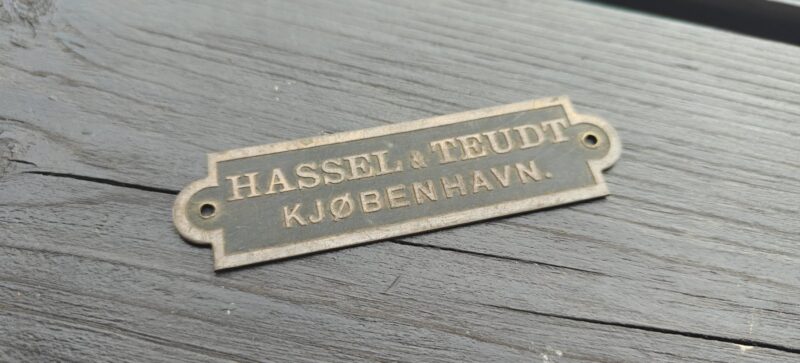 HASSEL & TEUDT
KJØBENHAVN.